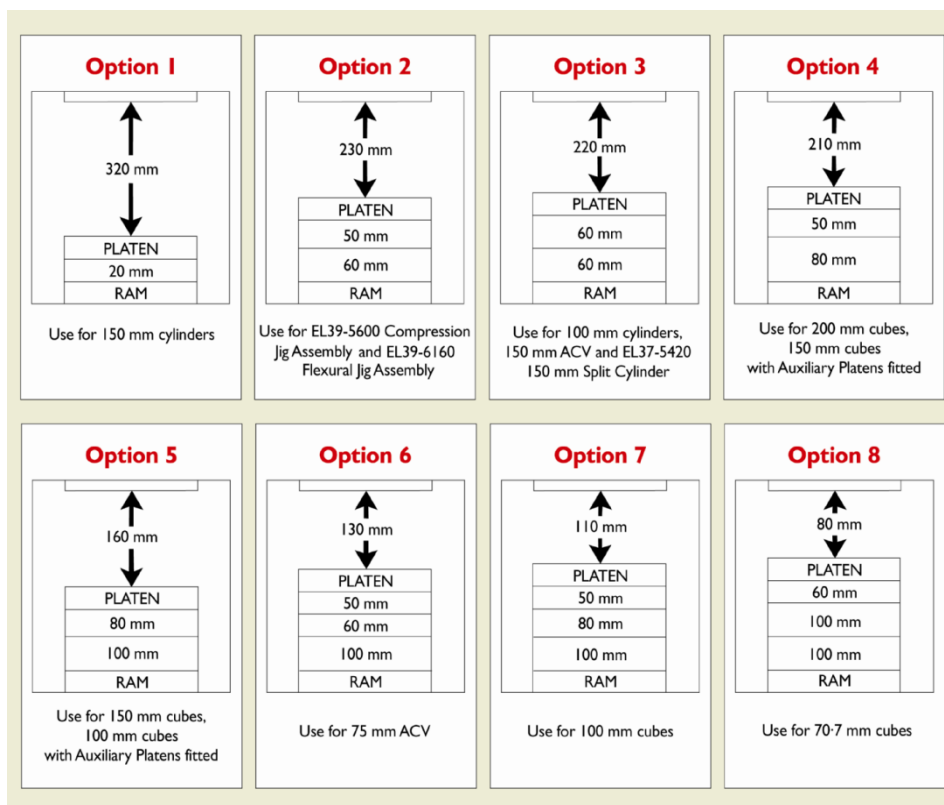 Option 1
320 mm
PLATEN
20 mm
RAM
Use for 150 mm cylinders
Option 2
230 mm
PLATEN
50 mm
60 mm
RAM
Use for EL39-5600 Compression
Jig Assembly and EL39-6160
Flexural Jig Assembly
Option 3
220 mm
PLATEN
60 mm
60 mm
RAM
Use for 100 mm cylinders,
150 mm ACV and EL37-5420
150 mm Split Cylinder
Option 4
210 mm
PLATEN
50 mm
80 mm
RAM
Use for 200 mm cubes,
150 mm cubes
with Auxiliary Platens fitted
Option 5
160 mm
PLATEN
80 mm
100 mm
RAM
Use for 150 mm cubes,
100 mm cubes
with Auxiliary Platens fitted
Option 6
130 mm
PLATEN
50 mm
60 mm
100 mm
RAM
Use for 75 mm ACV
Option 7
110 mm
PLATEN
50 mm
80 mm
100 mm
RAM
Use for 100 mm cubes
Option 8
80 mm
PLATEN
60 mm
100 mm
100 mm
RAM
Use for 70·7 mm cubes